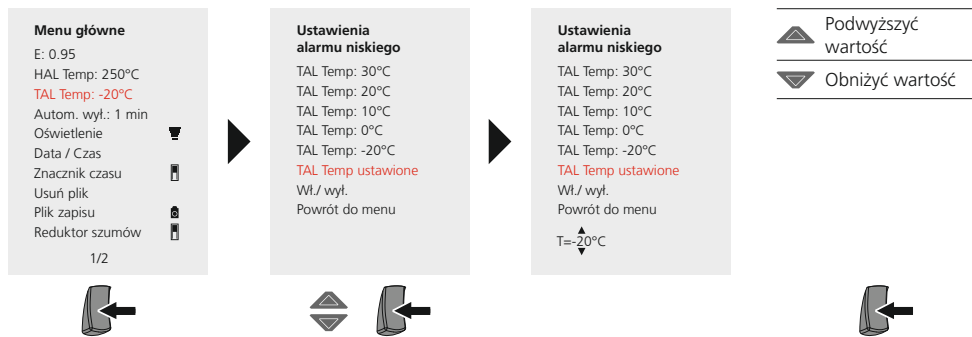 Menu główne
E: 0.95
HAL Temp: 250°C
TAL Temp: -20°C
Autom. wył.: 1 min
Oświetlenie
Data / Czas
Znacznik czasu
Usuń plik
Plik zapisu
Reduktor szumów
1/2
Ustawienia
alarmu niskiego
TAL Temp: 30°C
TAL Temp: 20°C
TAL Temp: 10°C
TAL Temp: 0°C
TAL Temp: -20°C
TAL Temp ustawione
Wł./ wył.
Powrót do menu
Ustawienia
alarmu niskiego
TAL Temp: 30°C
TAL Temp: 20°C
TAL Temp: 10°C
TAL Temp: 0°C
TAL Temp: -20°C
TAL Temp ustawione
Wł./ wył.
Powrót do menu
T=-20°C
Podwyższyć
wartość
Obniżyć wartość